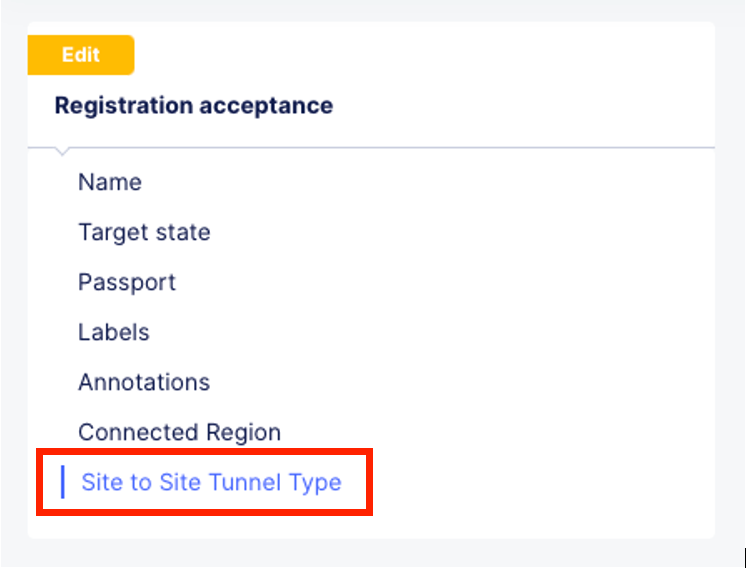 Edit
Registration acceptance
Name
Target state
Passport
Labels
Annotations
Connected Region
Site to Site Tunnel Type